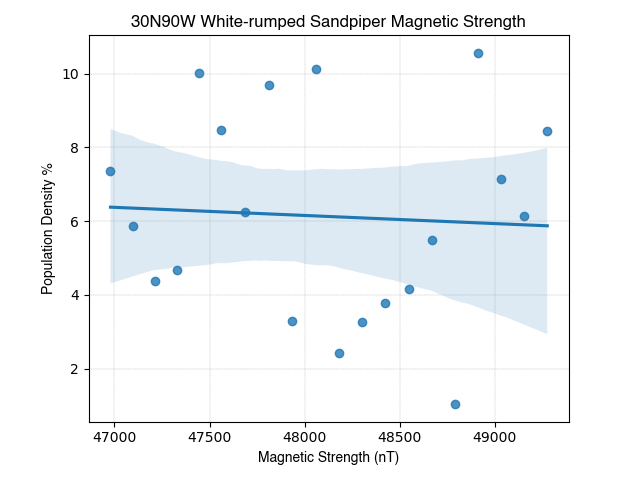 30N90W White-rumped Sandpiper Magnetic Strength
Population Density %
10
8
6
4
2
47000 47500 48000 48500 49000
Magnetic Strength (nT)